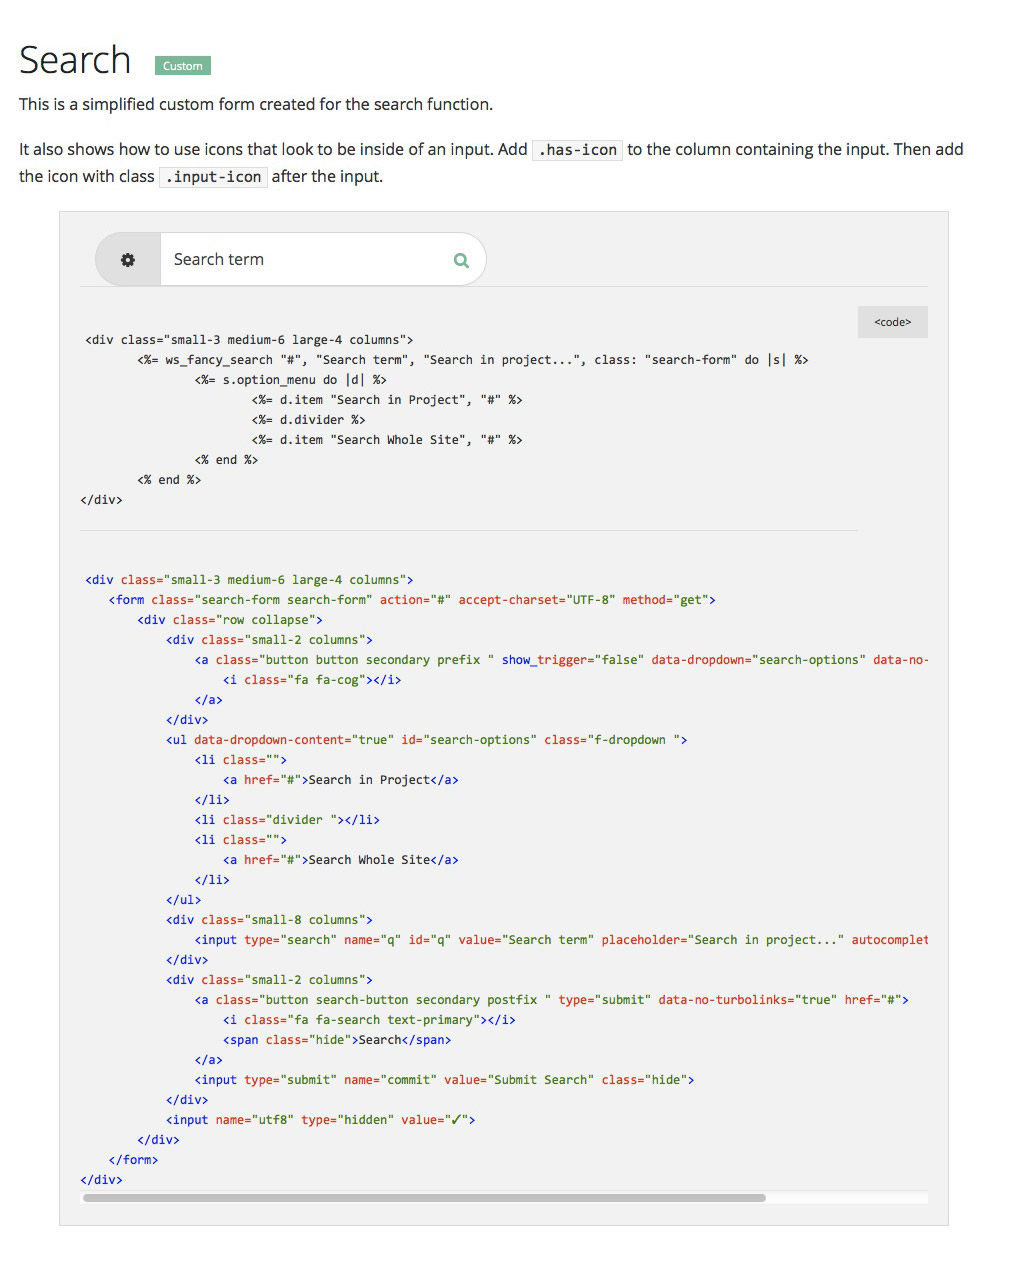 Search Custom
This is a simplified custom form created for the search function.
It also shows how to use icons that look to be inside of an input. Add .has-icon to the column containing the input. Then add
the icon with class .input-icon after the input.
Search term
<code>
<div class="small-3 medium-6 large-4 columns">
<%= ws_fancy_search "#", "Search term", "Search in project...", class: "search-form" do |s| %>
<%= s.option_menu do |d| %>
<%= d.item "Search in Project", "#" %>
<%= d.divider %>
<%= d.item "Search Whole Site", "#" %>
<% end %>
<% end %>
</div>
<div class="small-3 medium-6 large-4 columns">
<form class="search-form search-form" action="#" accept-charset="UTF-8" method="get">
<div class="row collapse">
<div class="small-2 columns">
<a class="button button secondary prefix " show_trigger="false" data-dropdown="search-options" data-no-
<i class="fa fa-cog"></i>
</a>
</div>
<ul data-dropdown-content="true" id="search-options" class="f-dropdown ">
<li class="">
<a href="#">Search in Project</a>
</li>
<li class="divider "></li>
<li class="">
<a href="#">Search Whole Site</a>
</li>
</ul>
<div class="small-8 columns">
<input type="search" name="q" id="q" value="Search term" placeholder="Search in project..." autocomplet
</div>
<div class="small-2 columns">
<a class="button search-button secondary postfix " type="submit" data-no-turbolinks="true" href="#">
<i class="fa fa-search text-primary"></i>
<span class="hide">Search</span>
</a>
<input type="submit" name="commit" value="Submit Search" class="hide">
</div>
<input name="utf8" type="hidden" value="✓">
</div>
</form>
</div>